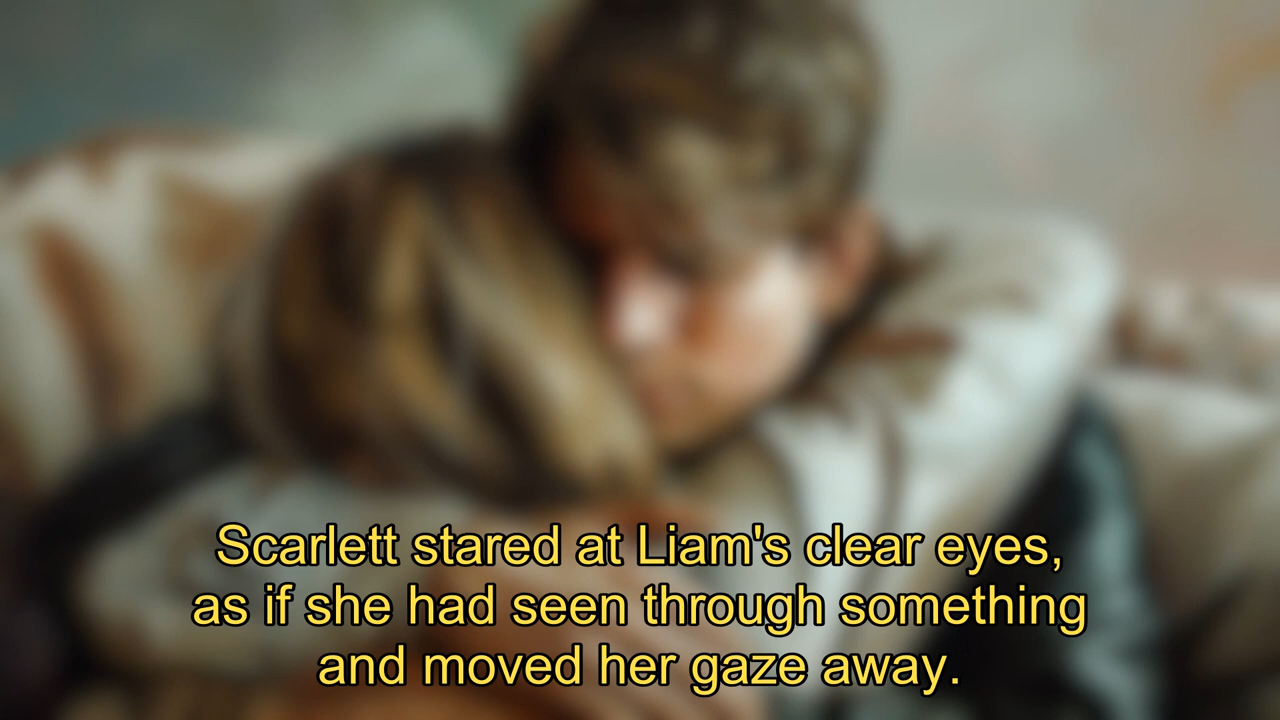 Scarlett stared at Liam's clear eyes,
as if she had seen through something
and moved her gaze away.